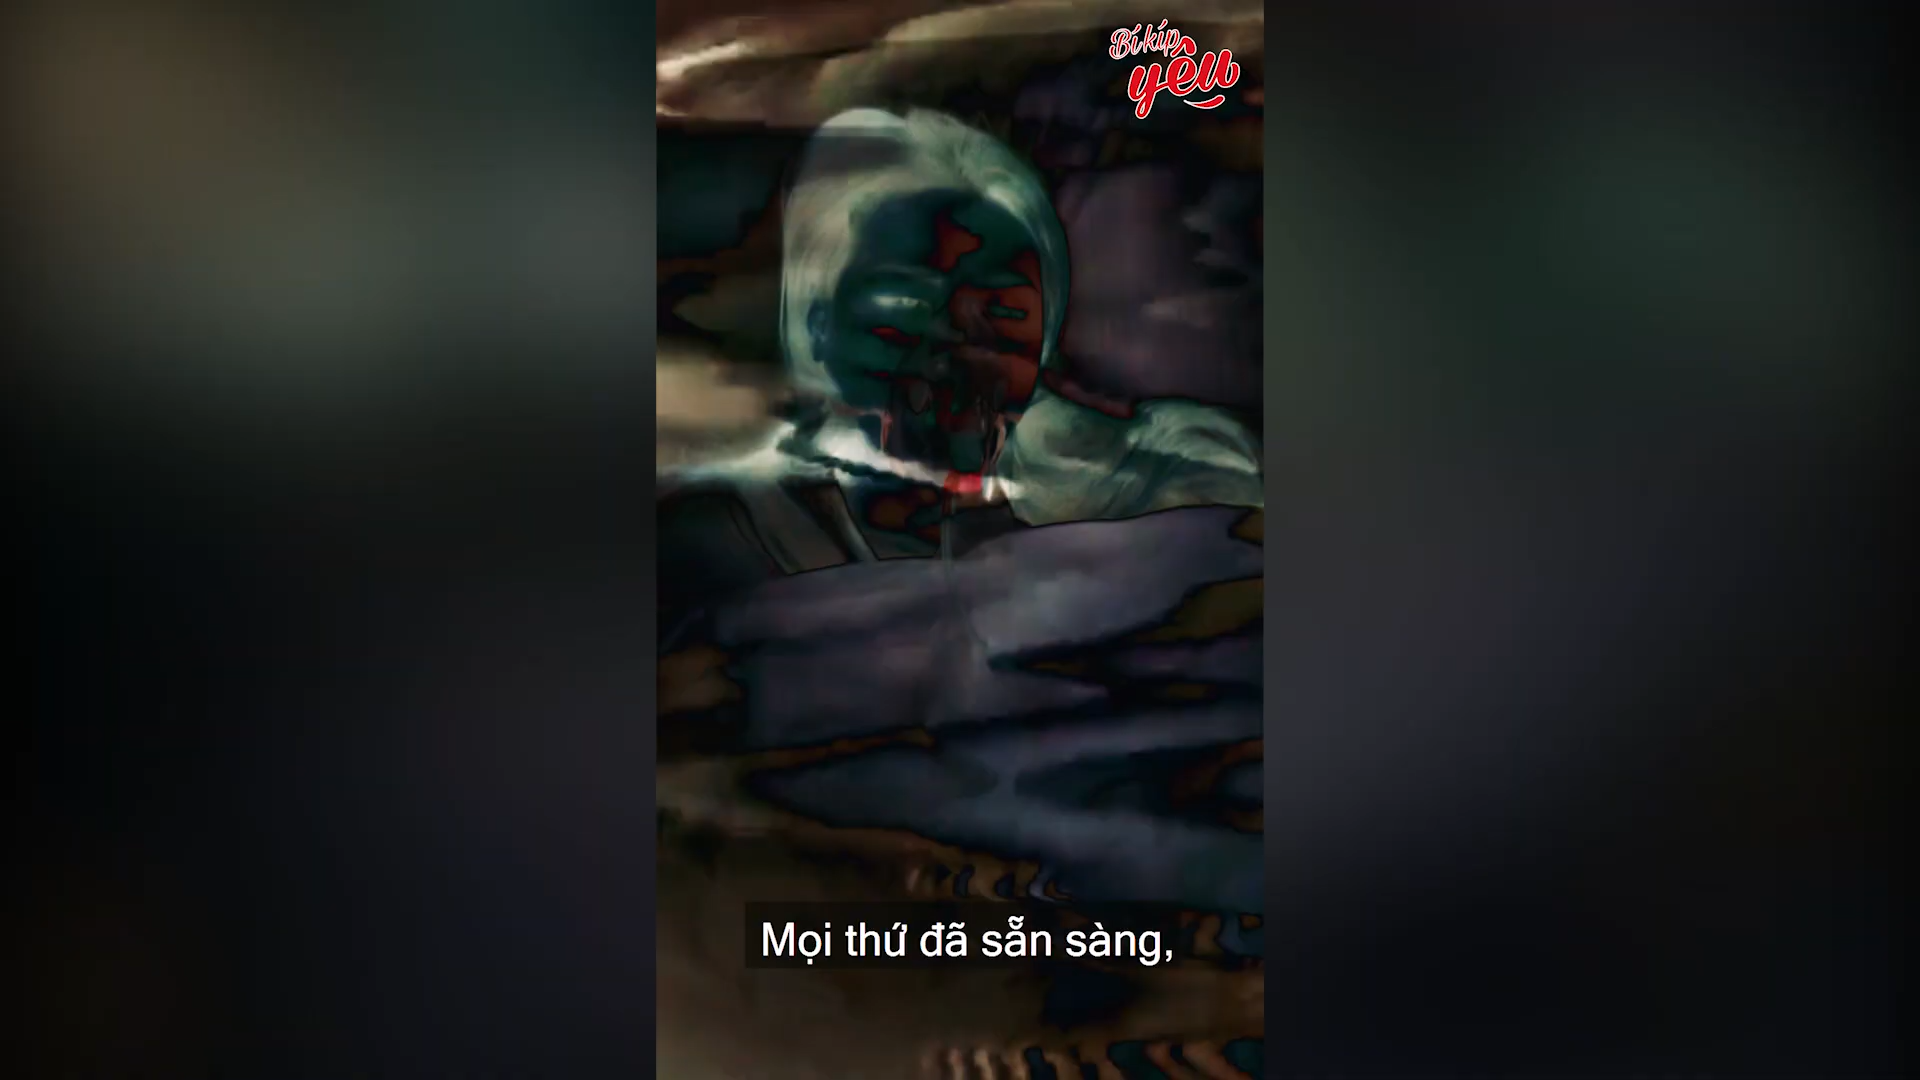 Bí kíp
yêu
Mọi thứ đã sẵn sàng,